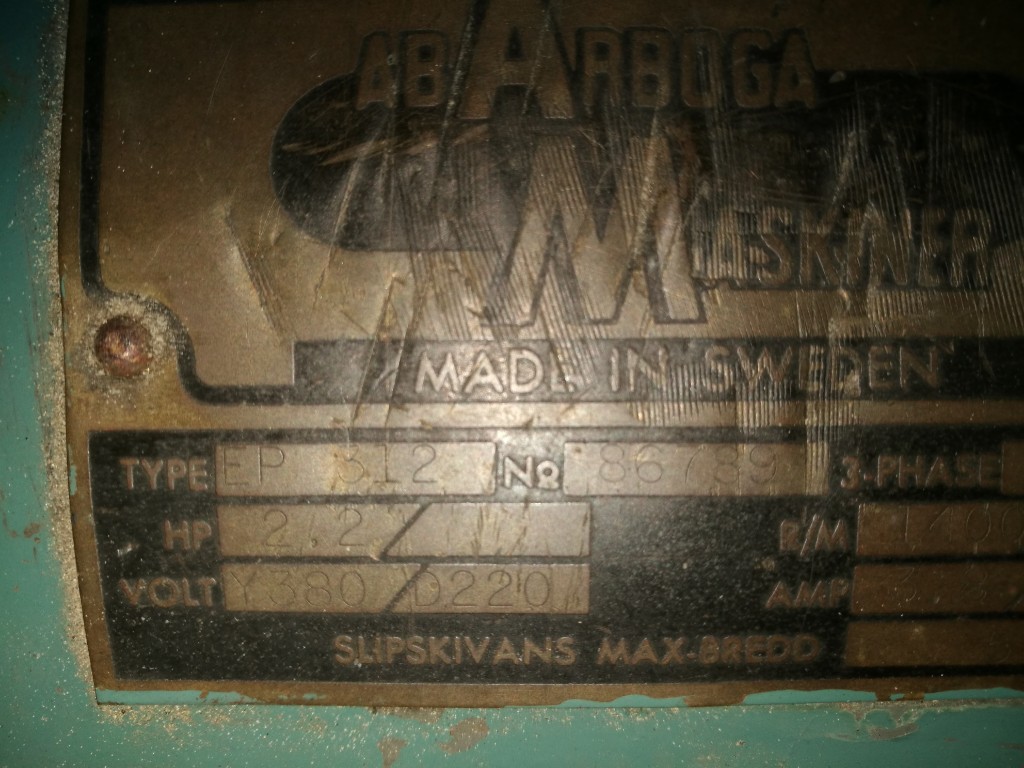 AB ARBOGA
MASKINER
MADE IN SWEDEN
TYPE EP 312 No 86739 3-PHASE
HP 2,2 R/M 1400
VOLT Y380/D220 AMP
SLIPSKIVANS MAX-BREDD